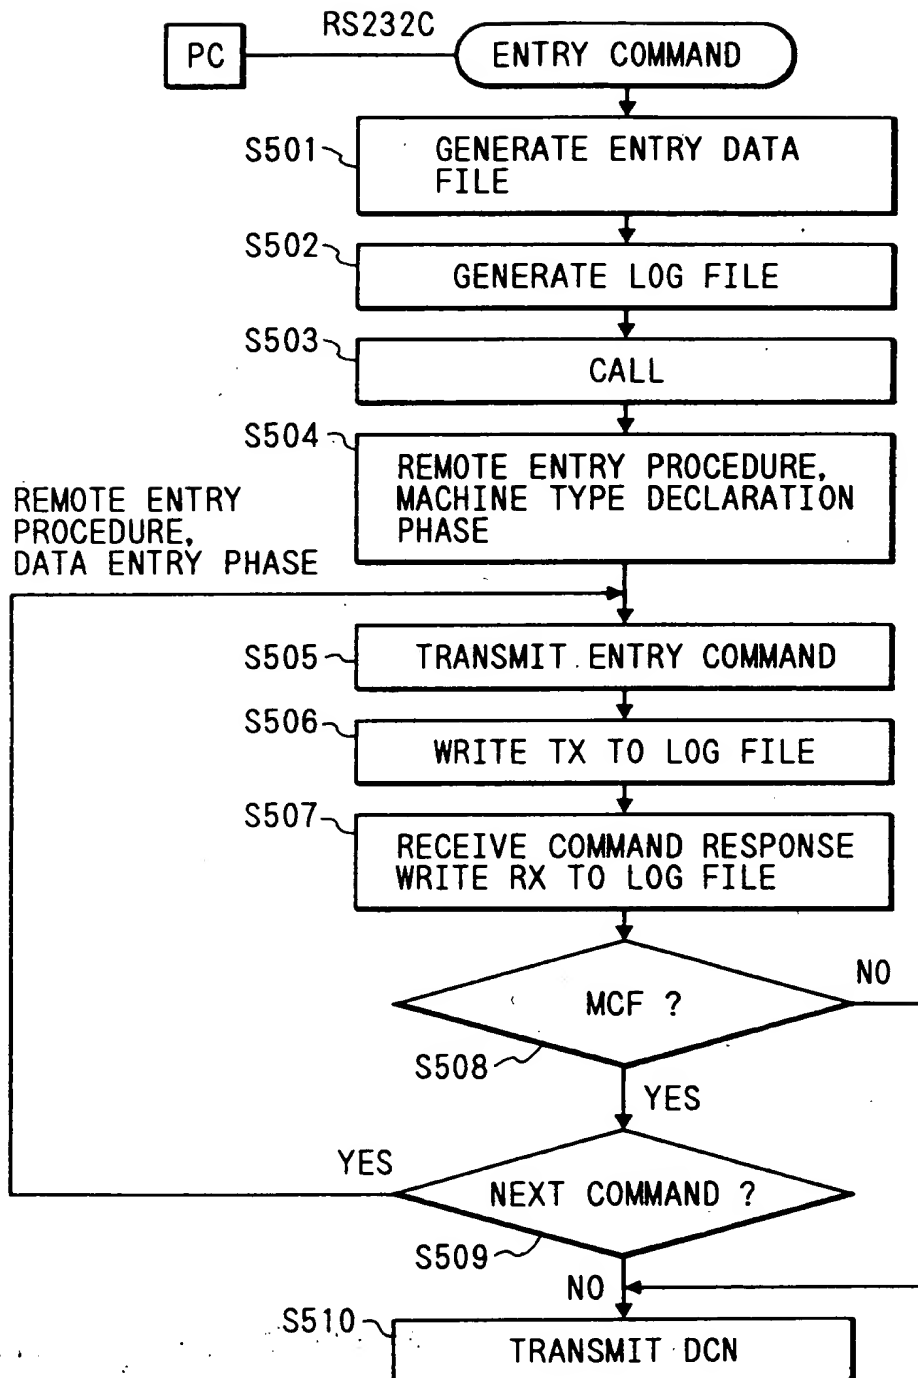 RS232C
PC
ENTRY COMMAND
S501
GENERATE ENTRY DATA
FILE
S502
GENERATE LOG FILE
S503
CALL
S504
REMOTE ENTRY PROCEDURE,
MACHINE TYPE DECLARATION
PHASE
REMOTE ENTRY
PROCEDURE,
DATA ENTRY PHASE
S505
TRANSMIT ENTRY COMMAND
S506
WRITE TX TO LOG FILE
S507
RECEIVE COMMAND RESPONSE
WRITE RX TO LOG FILE
MCF ?
NO
S508
YES
YES
NEXT COMMAND ?
S509
NO
S510
TRANSMIT DCN